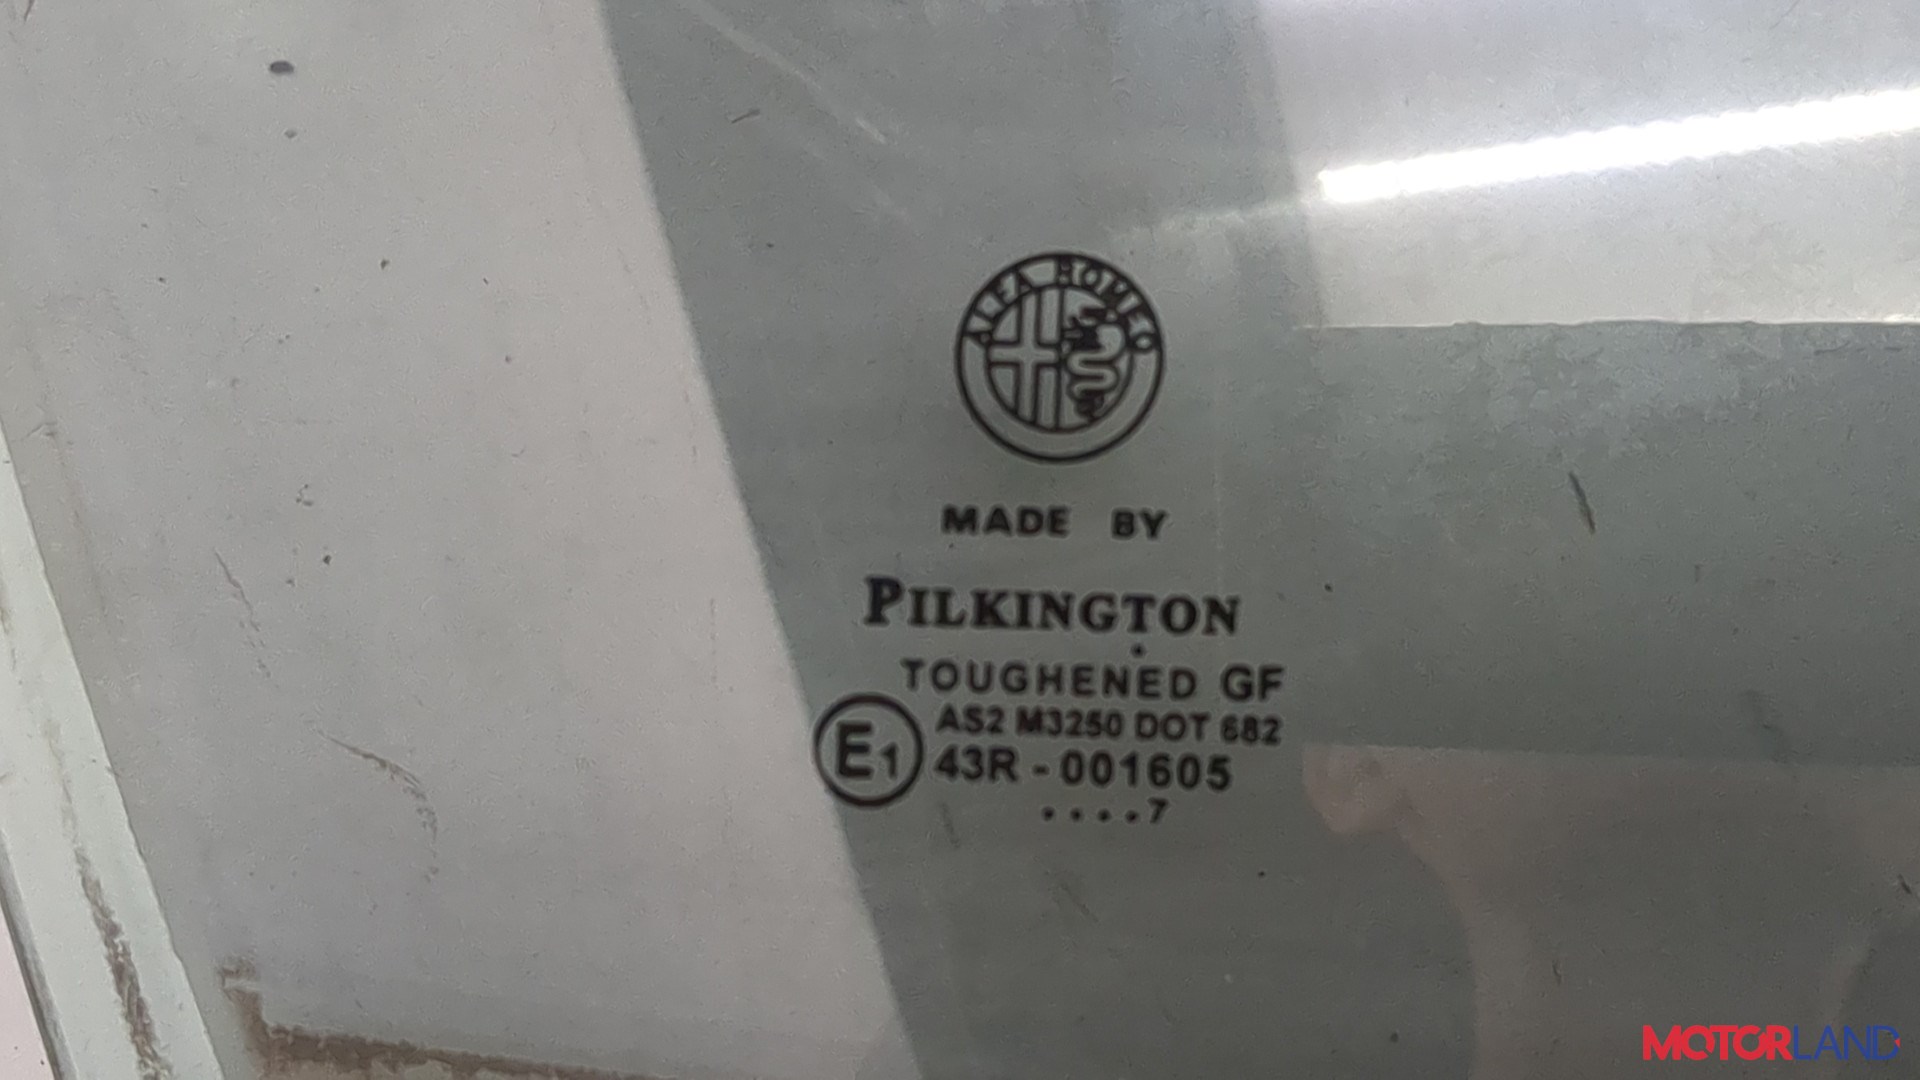 ALFA ROMEO
MADE BY
PILKINGTON
TOUGHENED GF
AS2 M3250 DOT 682
E1 43R - 001605
....7
MOTORLAND